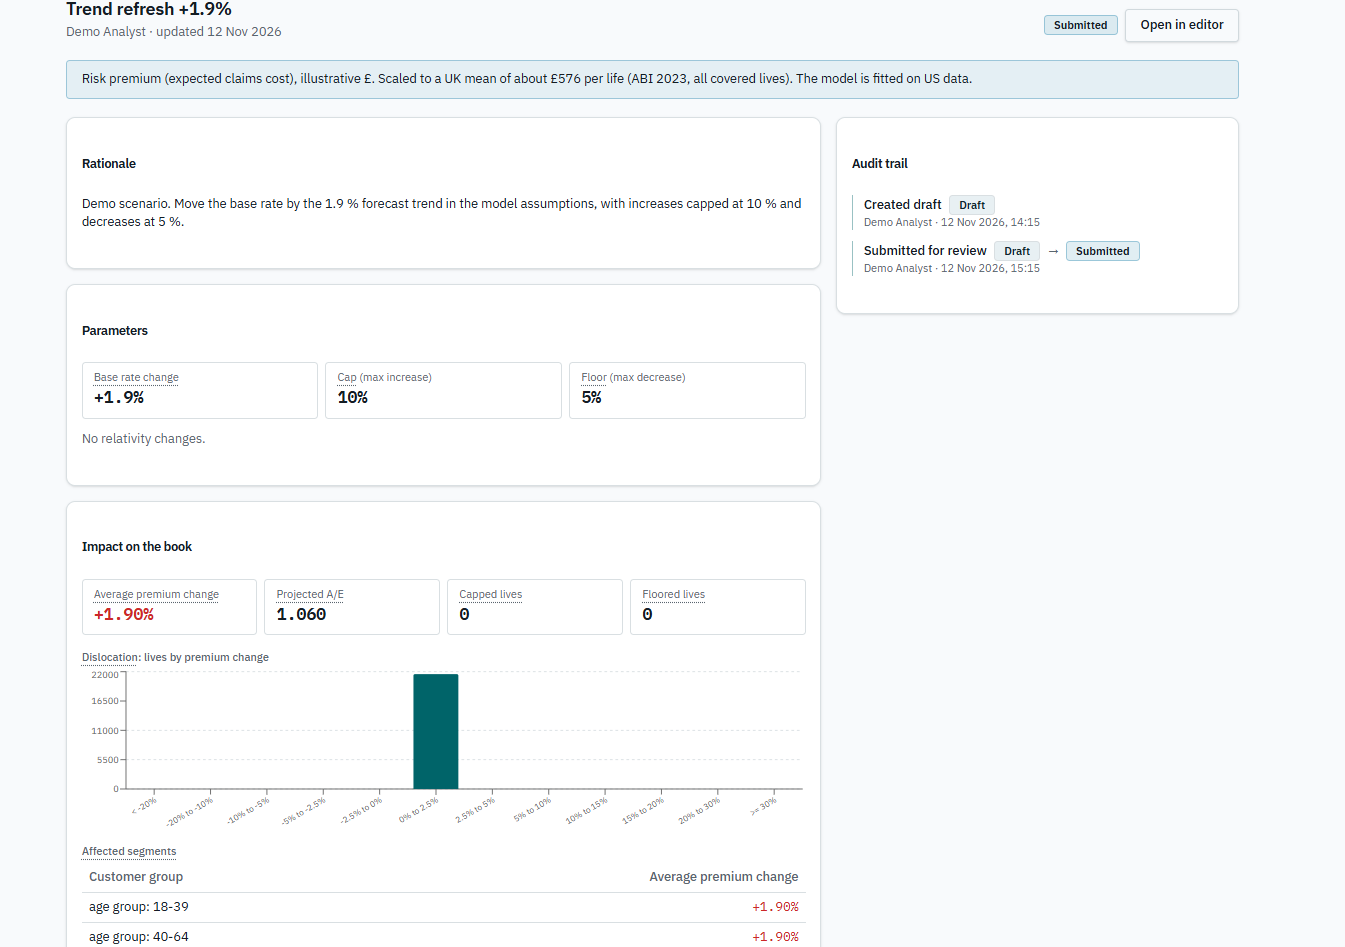 Trend refresh +1.9%
Demo Analyst · updated 12 Nov 2026
Submitted
Open in editor
Risk premium (expected claims cost), illustrative £. Scaled to a UK mean of about £576 per life (ABI 2023, all covered lives). The model is fitted on US data.
Rationale
Demo scenario. Move the base rate by the 1.9 % forecast trend in the model assumptions, with increases capped at 10 % and
decreases at 5 %.
Audit trail
Created draft Draft
Demo Analyst · 12 Nov 2026, 14:15
Submitted for review Draft → Submitted
Demo Analyst · 12 Nov 2026, 15:15
Parameters
Base rate change
+1.9%
Cap (max increase)
10%
Floor (max decrease)
5%
No relativity changes.
Impact on the book
Average premium change
+1.90%
Projected A/E
1.060
Capped lives
0
Floored lives
0
Dislocation: lives by premium change
22000
16500
11000
5500
0
< -20%
-20% to -10%
-10% to -5%
-5% to -2.5%
-2.5% to 0%
0% to 2.5%
2.5% to 5%
5% to 10%
10% to 15%
15% to 20%
20% to 30%
>= 30%
Affected segments
Customer group Average premium change
age group: 18-39 +1.90%
age group: 40-64 +1.90%